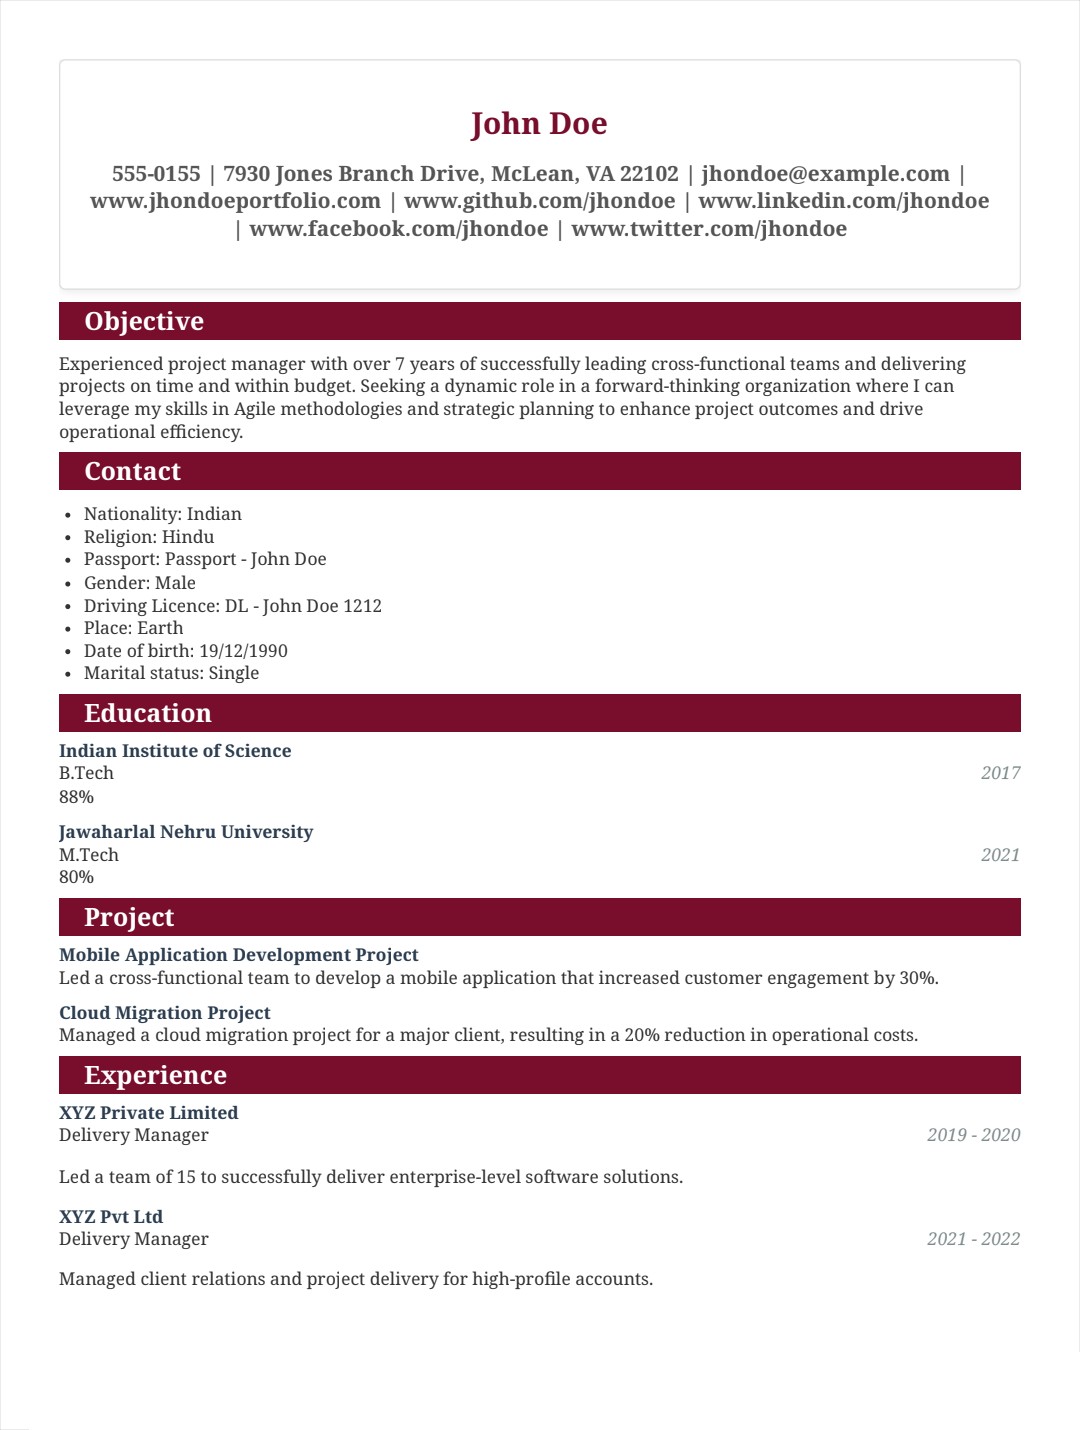 John Doe
555-0155 | 7930 Jones Branch Drive, McLean, VA 22102 | jhondoe@example.com |
www.jhondoeportfolio.com | www.github.com/jhondoe | www.linkedin.com/jhondoe
| www.facebook.com/jhondoe | www.twitter.com/jhondoe
Objective
Experienced project manager with over 7 years of successfully leading cross-functional teams and delivering
projects on time and within budget. Seeking a dynamic role in a forward-thinking organization where I can
leverage my skills in Agile methodologies and strategic planning to enhance project outcomes and drive
operational efficiency.
Contact
• Nationality: Indian
• Religion: Hindu
• Passport: Passport - John Doe
• Gender: Male
• Driving Licence: DL - John Doe 1212
• Place: Earth
• Date of birth: 19/12/1990
• Marital status: Single
Education
Indian Institute of Science
B.Tech 2017
88%
Jawaharlal Nehru University
M.Tech 2021
80%
Project
Mobile Application Development Project
Led a cross-functional team to develop a mobile application that increased customer engagement by 30%.
Cloud Migration Project
Managed a cloud migration project for a major client, resulting in a 20% reduction in operational costs.
Experience
XYZ Private Limited
Delivery Manager 2019 - 2020
Led a team of 15 to successfully deliver enterprise-level software solutions.
XYZ Pvt Ltd
Delivery Manager 2021 - 2022
Managed client relations and project delivery for high-profile accounts.